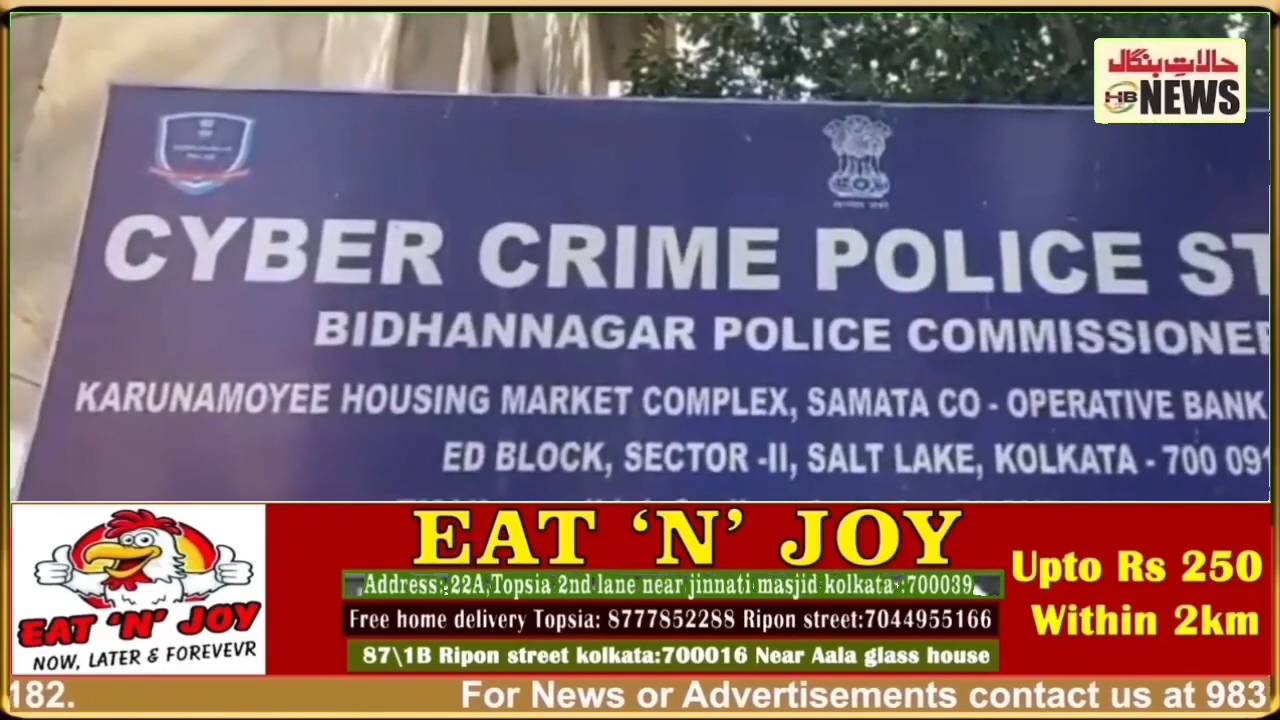 حالاتِ بنگال
HB NEWS
CYBER CRIME POLICE ST
BIDHANNAGAR POLICE COMMISSIONER
KARUNAMOYEE HOUSING MARKET COMPLEX, SAMATA CO - OPERATIVE BANK
ED BLOCK, SECTOR -II, SALT LAKE, KOLKATA - 700 091
EAT 'N' JOY
NOW, LATER & FOREVEVR
EAT ‘N’ JOY
Address:,22A,Topsia 2nd lane near jinnati masjid kolkata:700039
Free home delivery Topsia: 8777852288 Ripon street:7044955166
87\1B Ripon street kolkata:700016 Near Aala glass house
Upto Rs 250
Within 2km
182. For News or Advertisements contact us at 983